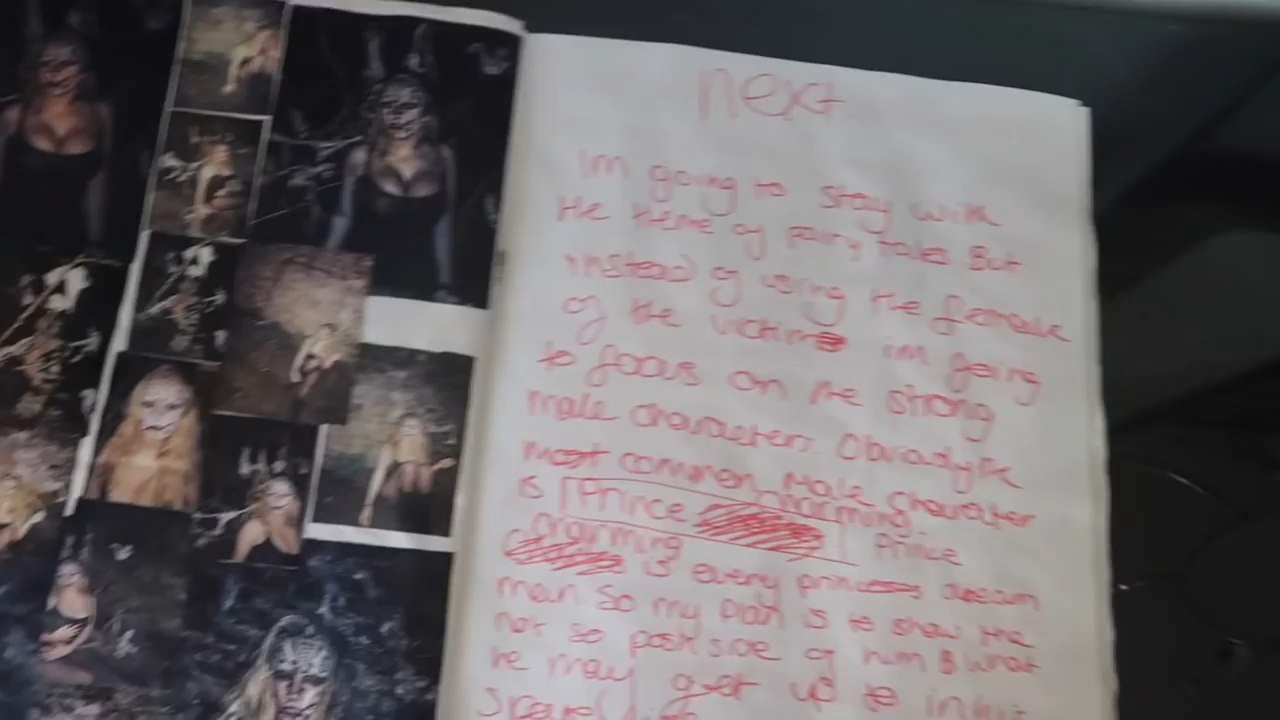 next
Im going to stay with
the theme of fairy tales But
instead of using the female
of the victim im going
to focus on the strong
male characters Obviously the
most common Male character
is Prince charming
Prince
charming is every princess dream
man So my plan is to show the
not so posh side of him & what
he may get up to in his